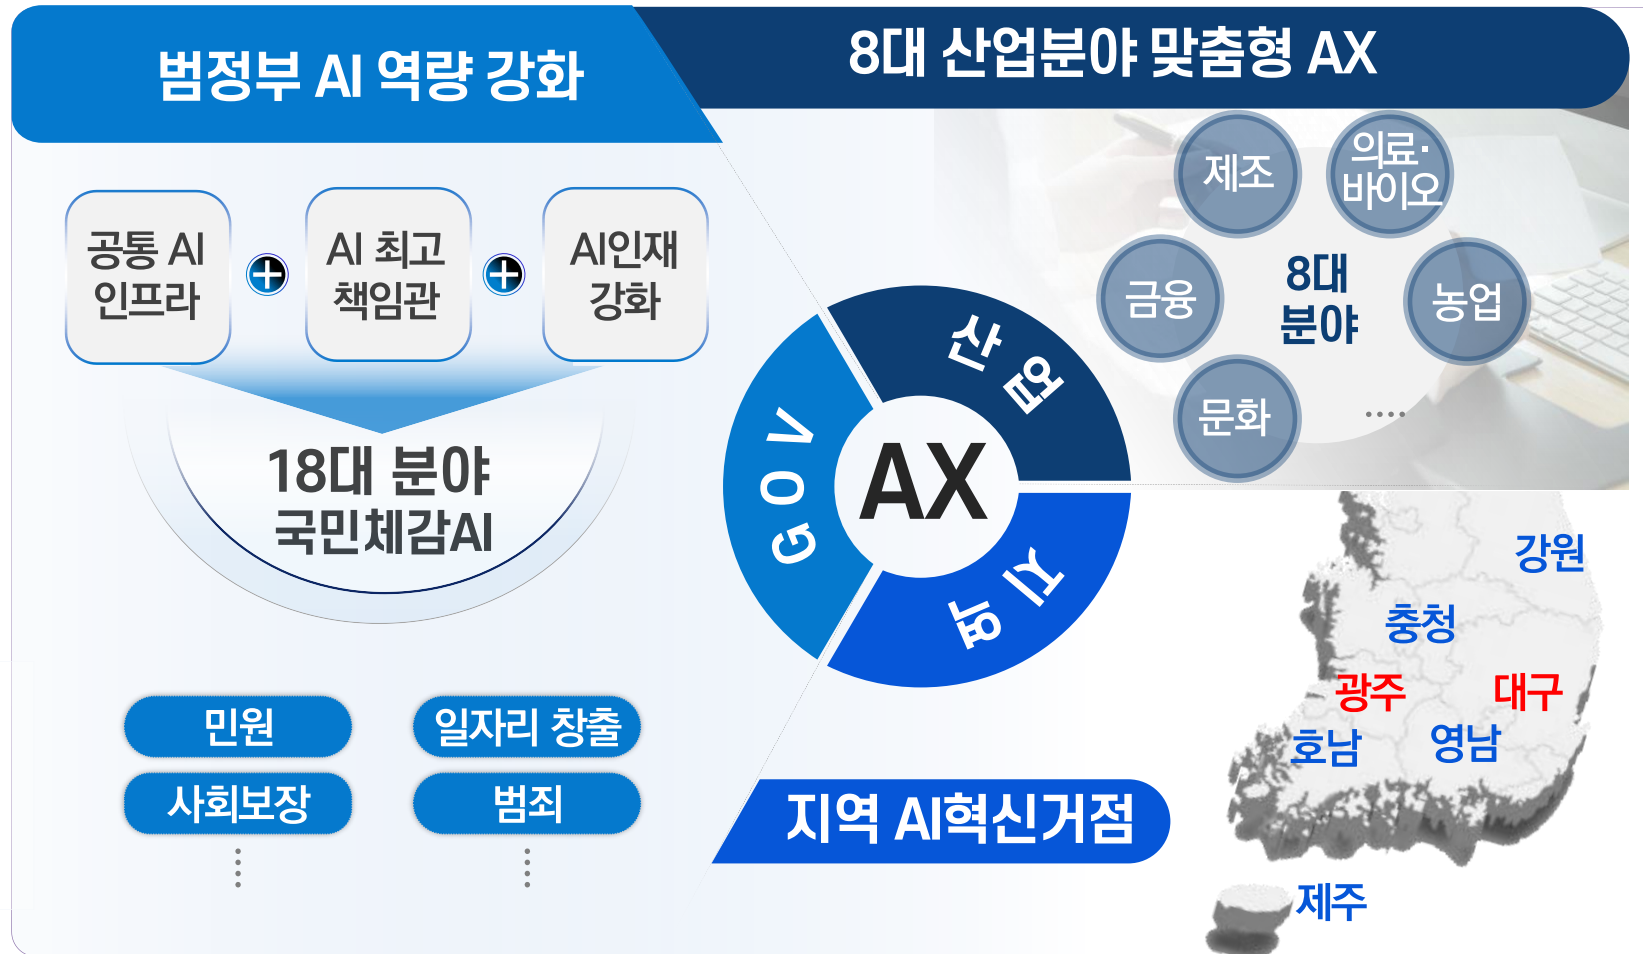 범정부 AI 역량 강화
8대 산업분야 맞춤형 AX
공통 AI
인프라
AI 최고
책임관
AI인재
강화
18대 분야
국민체감AI
민원
일자리 창출
사회보장
범죄
GOV
산업
지역
AX
제조
의료·
바이오
금융
8대
분야
농업
문화
....
지역 AI혁신거점
강원
충청
광주
대구
호남
영남
제주